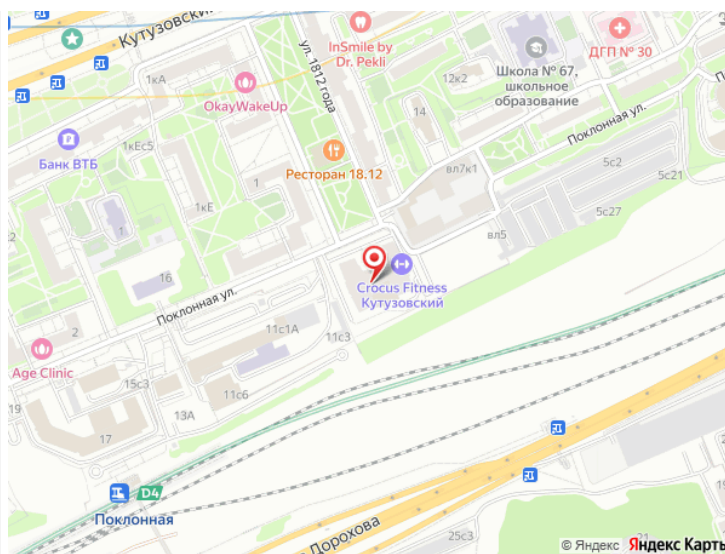 Кутузовский
1кА
OkayWakeUp
ул. 1812 года
InSmile by
Dr. Pekli
12к2
Школа № 67,
школьное
образование
ДГП № 30
14
Поклонная ул.
Банк ВТБ
1кЕс5
Ресторан 18.12
1
1кЕ
вл7к1
5с2
5с21
5с27
вл5
1
16
Crocus Fitness
Кутузовский
Поклонная ул.
2
11с1А
11с3
Age Clinic
15с3
11с6
19
13А
17
D4
Поклонная
Дорохова
25с3
21
© Яндекс Яндекс Карты